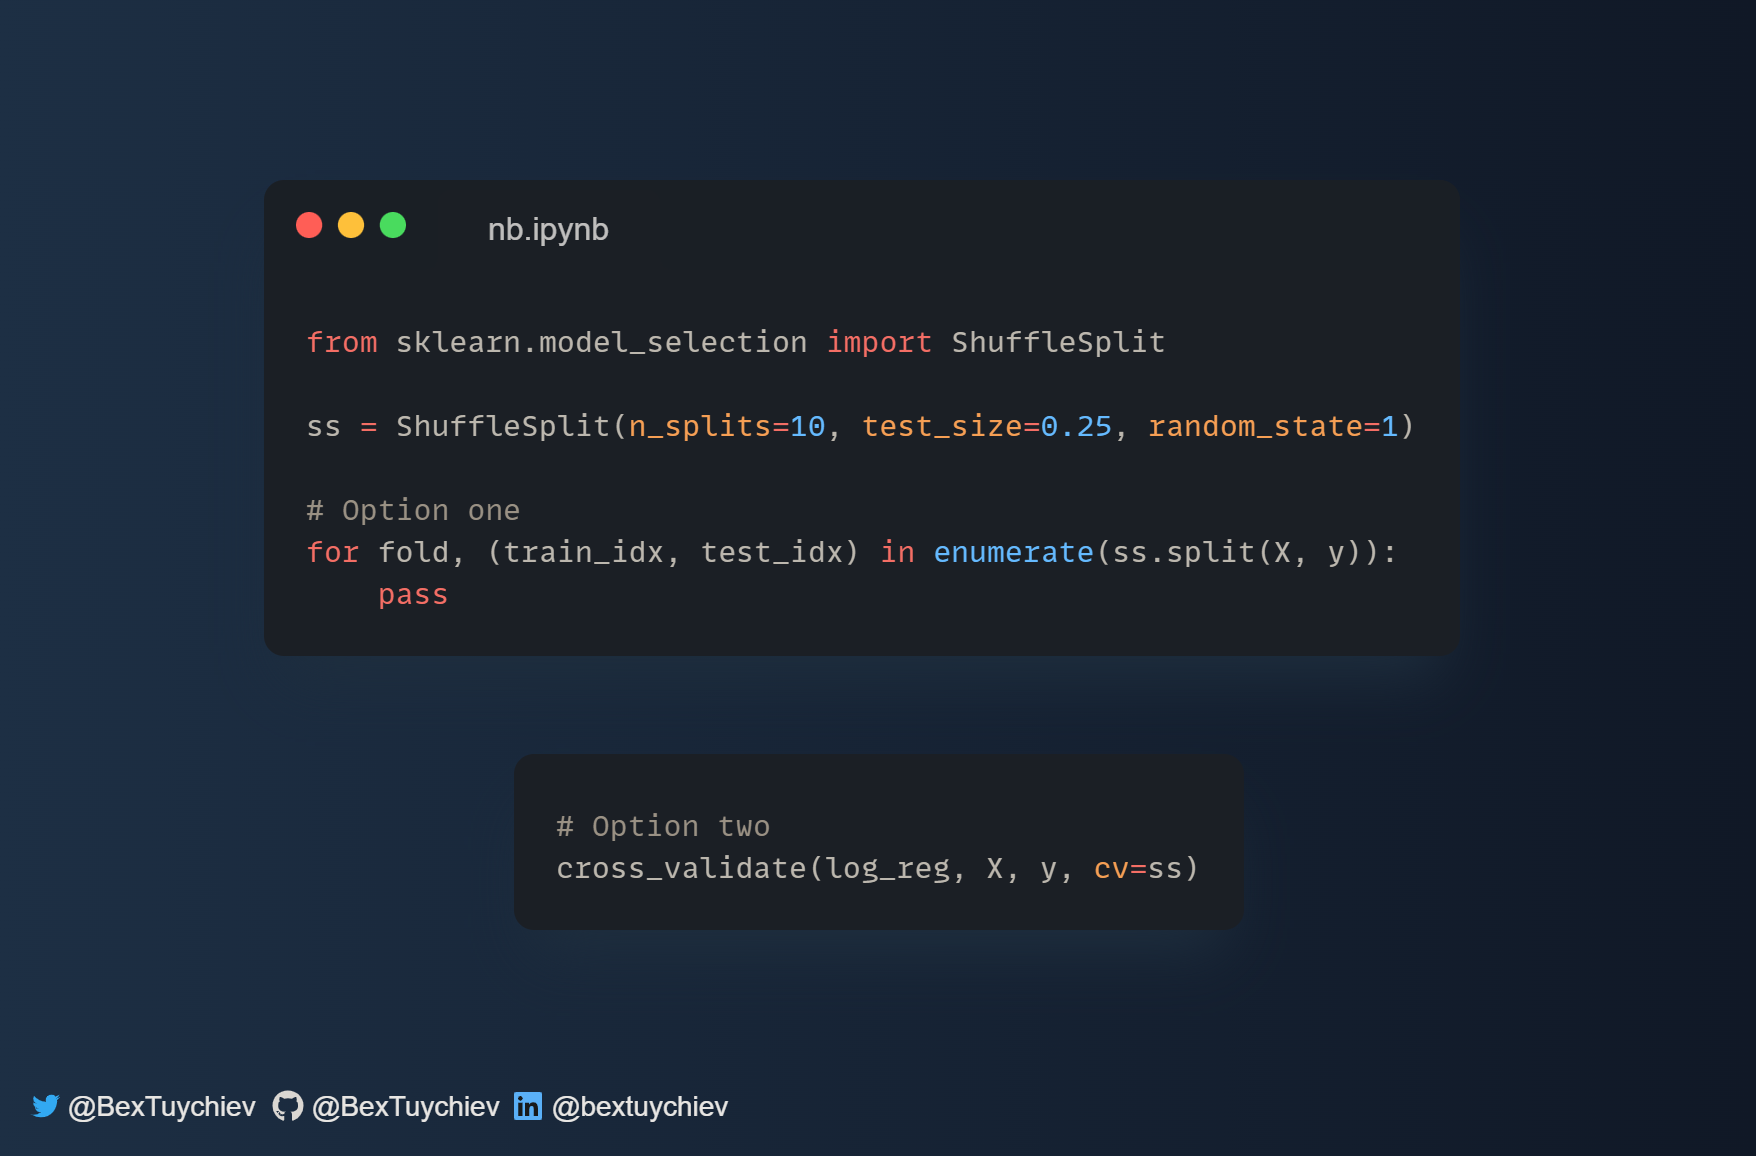 nb.ipynb
from sklearn.model_selection import ShuffleSplit
ss = ShuffleSplit(n_splits=10, test_size=0.25, random_state=1)
# Option one
for fold, (train_idx, test_idx) in enumerate(ss.split(X, y)):
    pass
# Option two
cross_validate(log_reg, X, y, cv=ss)
@BexTuychiev @BexTuychiev in @bextuychiev